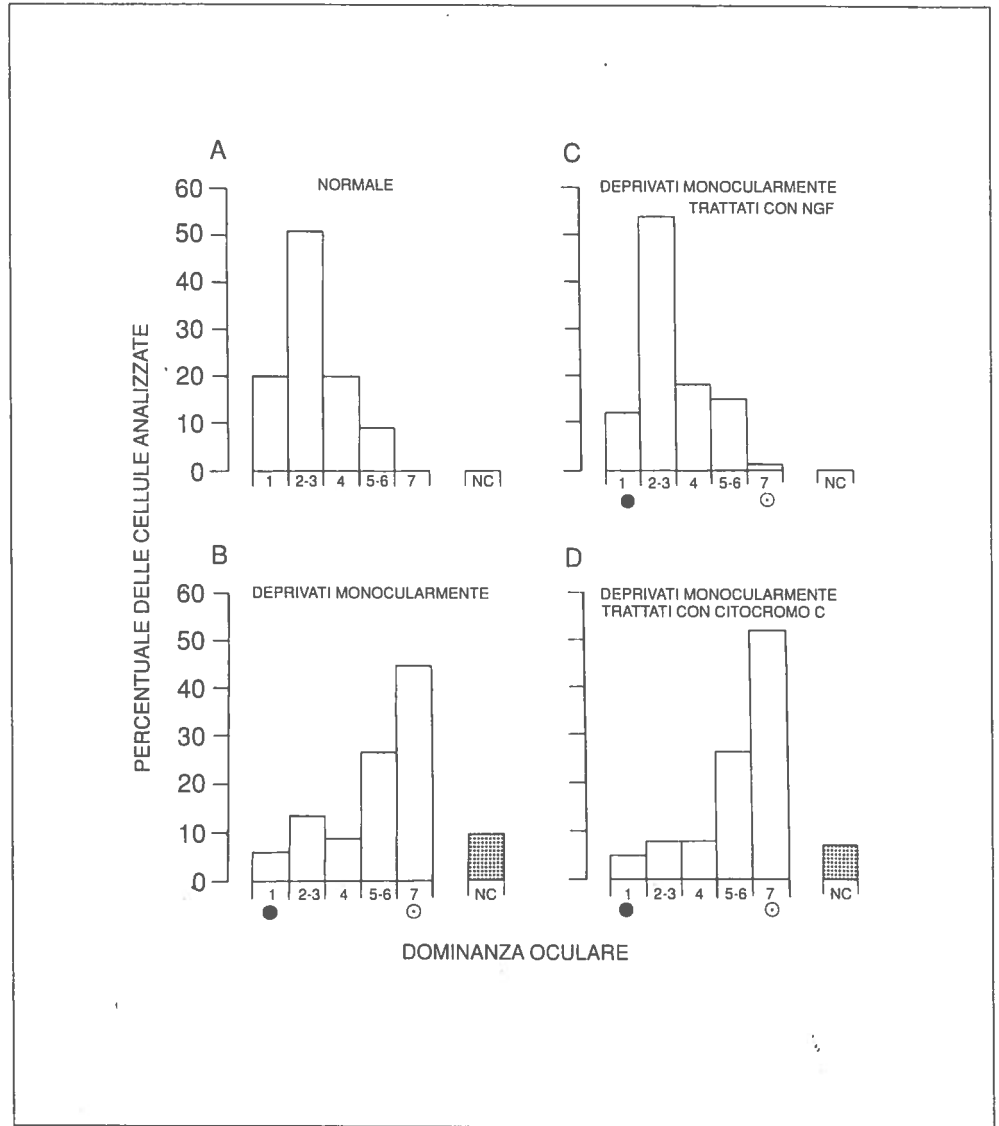 A
NORMALE
60
50
40
30
20
10
0
1 2-3 4 5-6 7 NC
C
DEPRIVATI MONOCULARMENTE
TRATTATI CON NGF
1 2-3 4 5-6 7 NC
PERCENTUALE DELLE CELLULE ANALIZZATE
B
DEPRIVATI MONOCULARMENTE
60
50
40
30
20
10
0
1 2-3 4 5-6 7 NC
D
DEPRIVATI MONOCULARMENTE
TRATTATI CON CITOCROMO C
1 2-3 4 5-6 7 NC
DOMINANZA OCULARE